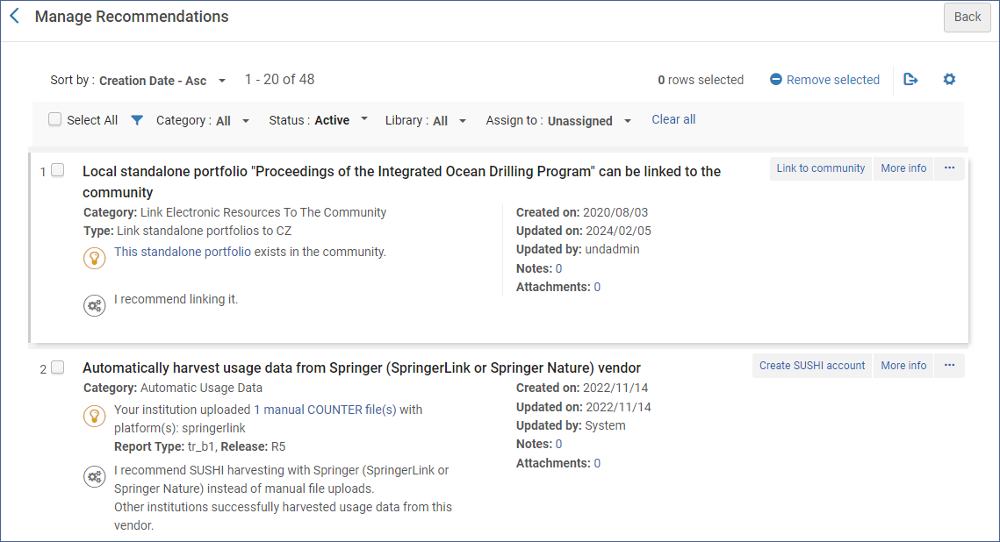 Manage Recommendations
Back
Sort by : Creation Date - Asc 1 - 20 of 48 0 rows selected Remove selected
Select All Category : All Status : Active Library : All Assign to : Unassigned Clear all
1 Local standalone portfolio "Proceedings of the Integrated Ocean Drilling Program" can be linked to the
community
Link to community More info ...
Category: Link Electronic Resources To The Community
Type: Link standalone portfolios to CZ
This standalone portfolio exists in the community.
I recommend linking it.
Created on: 2020/08/03
Updated on: 2024/02/05
Updated by: undadmin
Notes: 0
Attachments: 0
2 Automatically harvest usage data from Springer (SpringerLink or Springer Nature) vendor
Create SUSHI account More info ...
Category: Automatic Usage Data
Your institution uploaded 1 manual COUNTER file(s) with
platform(s): springerlink
Report Type: tr_b1, Release: R5
I recommend SUSHI harvesting with Springer (SpringerLink or
Springer Nature) instead of manual file uploads.
Other institutions successfully harvested usage data from this
vendor.
Created on: 2022/11/14
Updated on: 2022/11/14
Updated by: System
Notes: 0
Attachments: 0